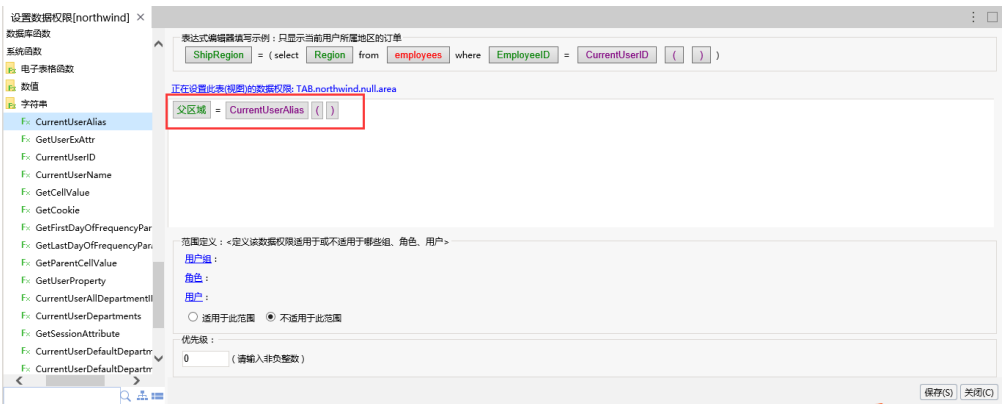 设置数据权限[northwind] ×
数据库函数
系统函数
电子表格函数
数值
字符串
CurrentUserAlias
GetUserExAttr
CurrentUserID
CurrentUserName
GetCellValue
GetCookie
GetFirstDayOfFrequencyPar
GetLastDayOfFrequencyPara
GetParentCellValue
GetUserProperty
CurrentUserAllDepartmentI
CurrentUserDepartments
GetSessionAttribute
CurrentUserDefaultDepartm
CurrentUserDefaultDepartm
表达式编辑器填写示例：只显示当前用户所属地区的订单
ShipRegion = ( select Region from employees where EmployeeID = CurrentUserID ( ) )
正在设置此表(视图)的数据权限: TAB.northwind.null.area
父区域 = CurrentUserAlias ( )
范围定义：<定义该数据权限适用于或不适用于哪些组、角色、用户>
用户组：
角色：
用户：
适用于此范围 不适用于此范围
优先级：
0 （请输入非负整数）
保存(S) 关闭(C)